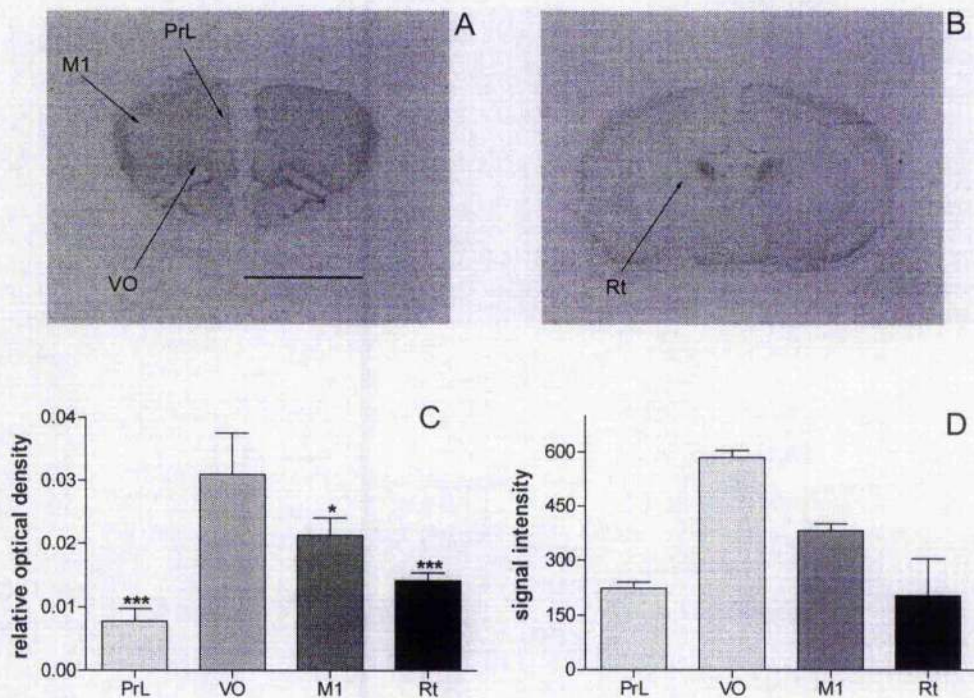 A
PrL
M1
VO
B
Rt
C
relative optical density
0.04
0.03
0.02
0.01
0.00
***
*
***
PrL VO M1 Rt
D
signal intensity
600
450
300
150
0
PrL VO M1 Rt